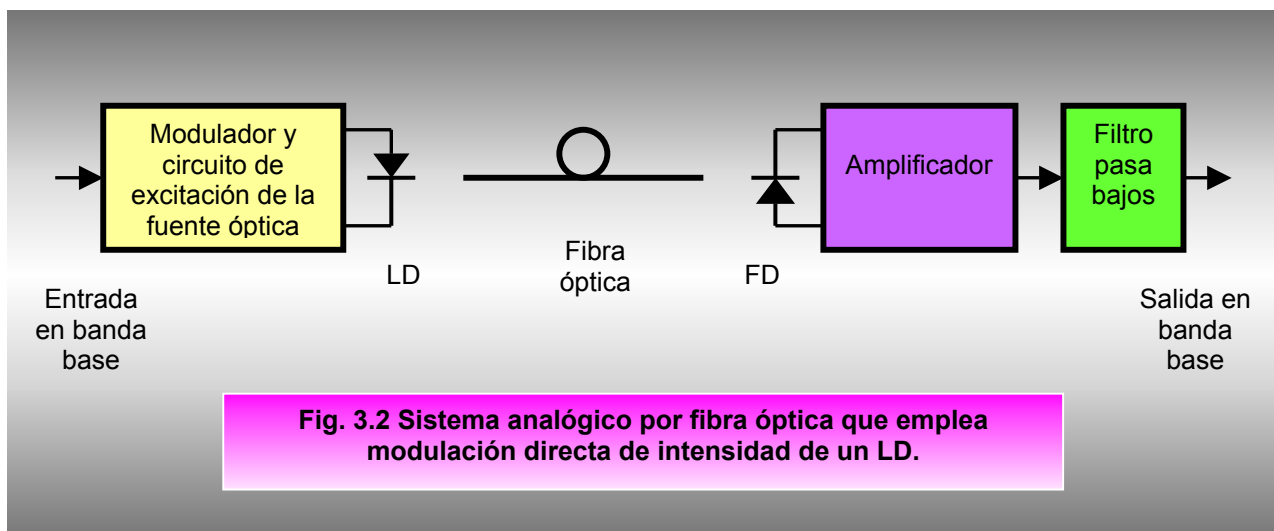 Modulador y
circuito de
excitación de la
fuente óptica
LD
Fibra
óptica
FD
Amplificador
Filtro
pasa
bajos
Entrada
en banda
base
Salida en
banda
base
Fig. 3.2 Sistema analógico por fibra óptica que emplea
modulación directa de intensidad de un LD.